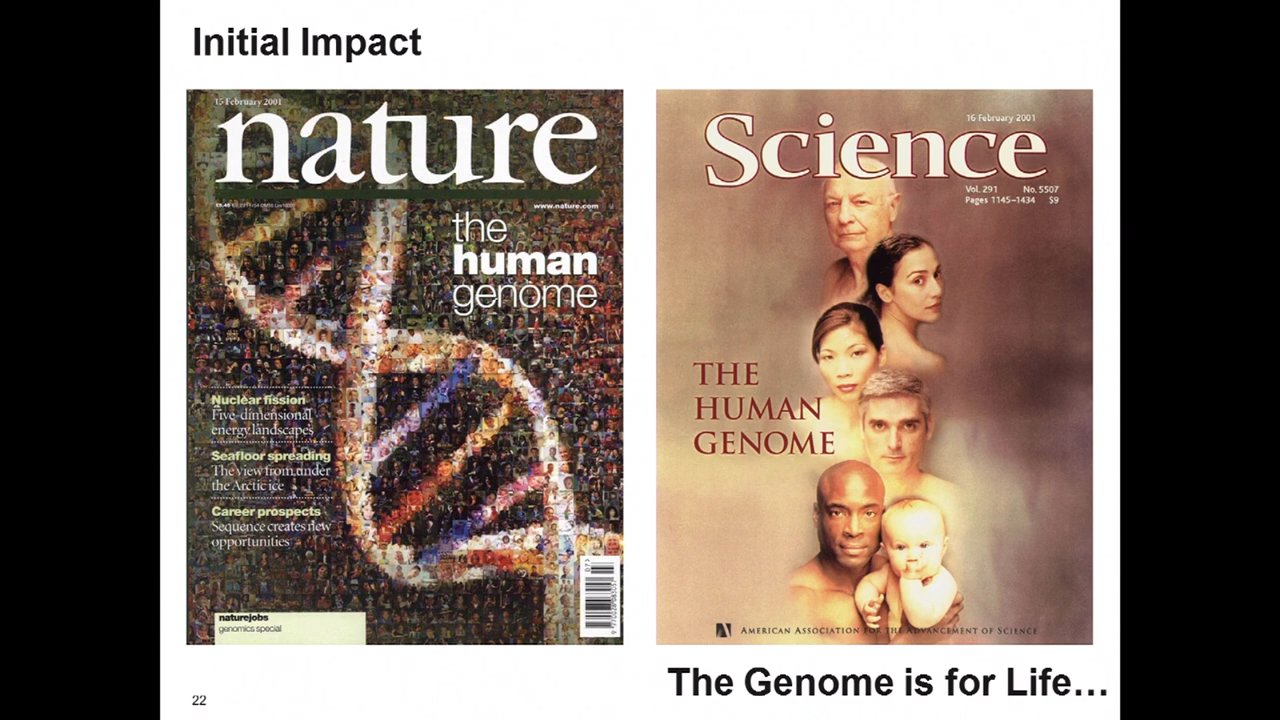 Initial Impact
15 February 2001
nature
www.nature.com
the
human
genome
Nuclear fission
Five-dimensional
energy landscapes
Seafloor spreading
The view from under
the Arctic ice
Career prospects
Sequence creates new
opportunities
naturejobs
genomics special
16 February 2001
Science
Vol. 291 No. 5507
Pages 1145–1434 $9
THE
HUMAN
GENOME
AMERICAN ASSOCIATION FOR THE ADVANCEMENT OF SCIENCE
The Genome is for Life…
22